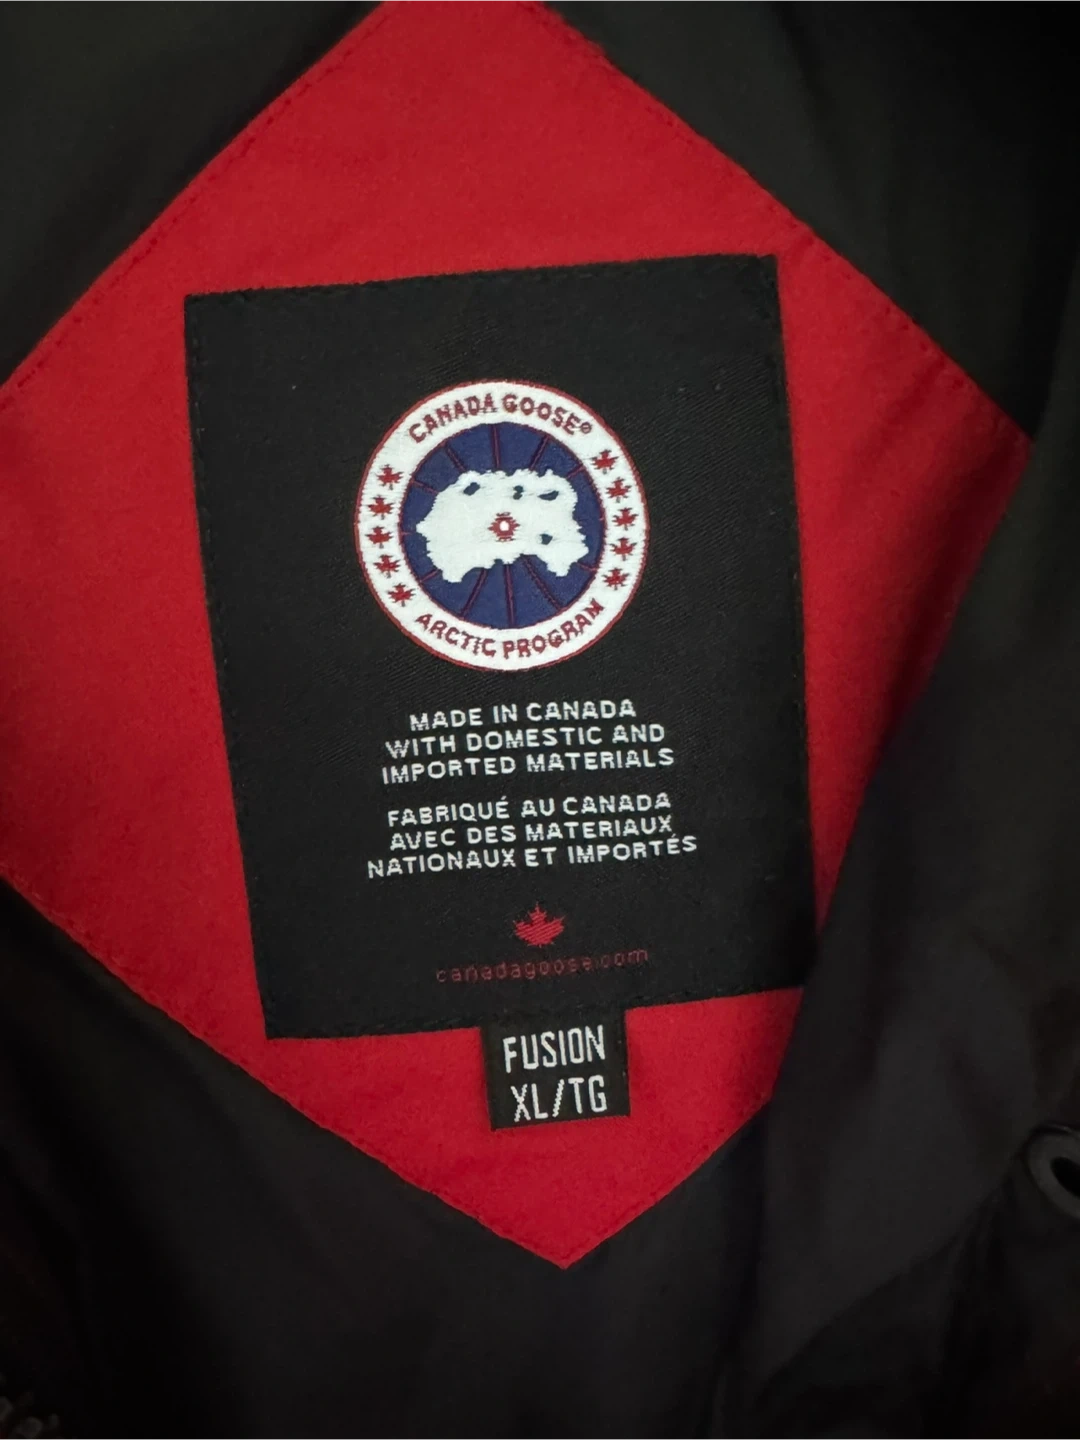 CANADA GOOSE®
ARCTIC PROGRAM
MADE IN CANADA
WITH DOMESTIC AND
IMPORTED MATERIALS
FABRIQUÉ AU CANADA
AVEC DES MATERIAUX
NATIONAUX ET IMPORTÉS
canadagoose.com
FUSION
XL/TG